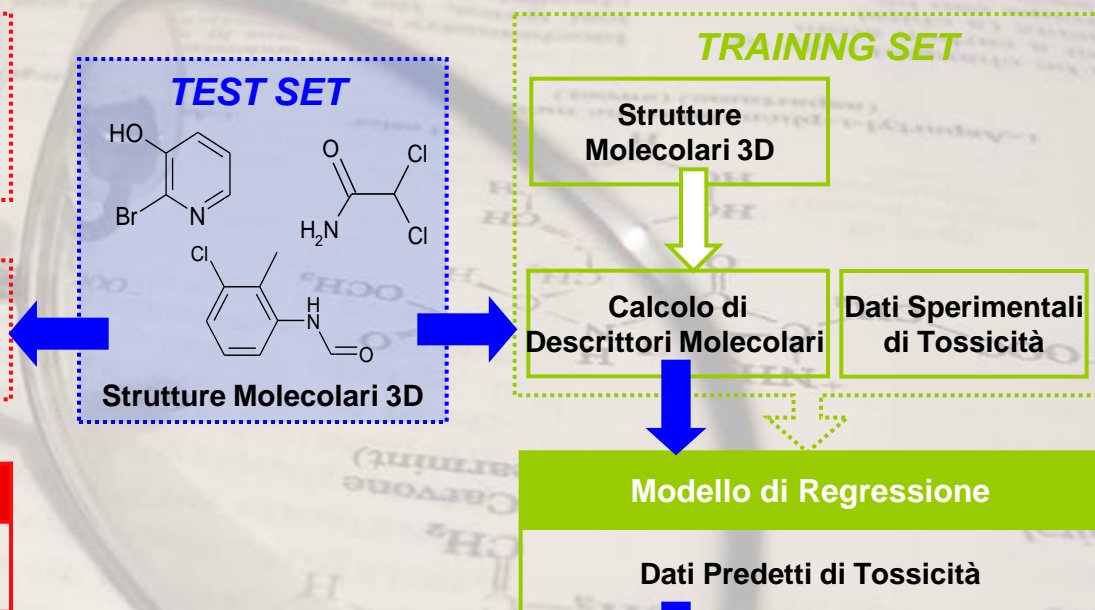 TEST SET
HO
Br
N
O
Cl
H₂N
Cl
Cl
H
N
O
Strutture Molecolari 3D
TRAINING SET
Strutture
Molecolari 3D
Calcolo di
Descrittori Molecolari
Dati Sperimentali
di Tossicità
Modello di Regressione
Dati Predetti di Tossicità